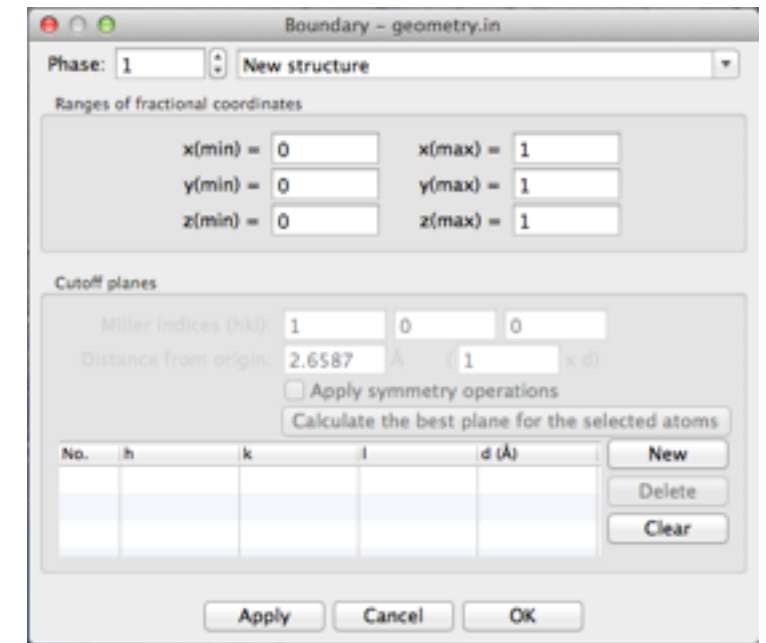 Boundary – geometry.in
Phase: 1 New structure
Ranges of fractional coordinates
x(min) = 0 x(max) = 1
y(min) = 0 y(max) = 1
z(min) = 0 z(max) = 1
Cutoff planes
Miller indices (hkl): 1 0 0
Distance from origin: 2.6587 Å ( 1 × d)
Apply symmetry operations
Calculate the best plane for the selected atoms
No. h k l d (Å) New
Delete
Clear
Apply Cancel OK